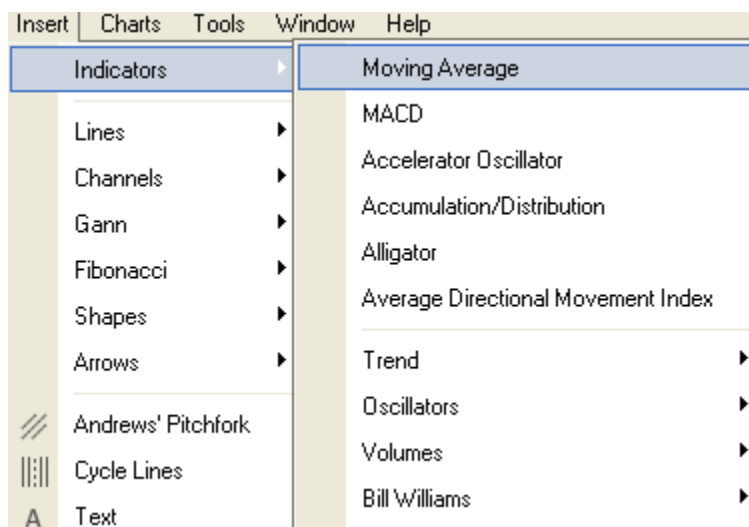 Insert Charts Tools Window Help
Indicators
Lines
Channels
Gann
Fibonacci
Shapes
Arrows
Andrews' Pitchfork
Cycle Lines
A Text
Moving Average
MACD
Accelerator Oscillator
Accumulation/Distribution
Alligator
Average Directional Movement Index
Trend
Oscillators
Volumes
Bill Williams